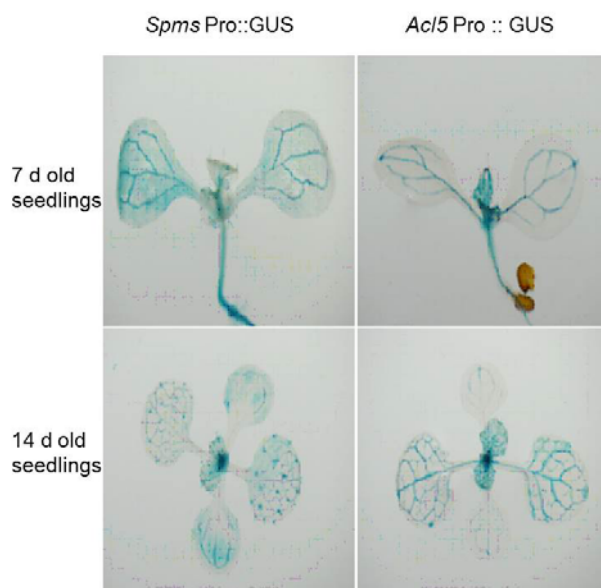 Spms Pro::GUS
Acl5 Pro :: GUS
7 d old
seedlings
14 d old
seedlings